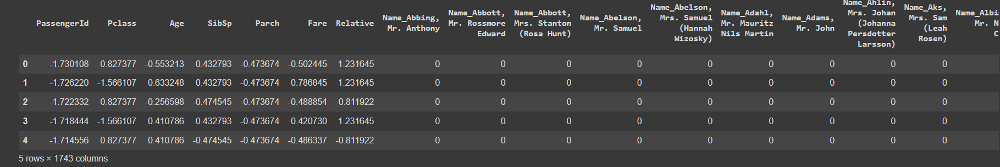 PassengerId Pclass Age SibSp Parch Fare Relative Name_Abbing, Mr. Anthony Name_Abbott, Mr. Rossmore Edward Name_Abbott, Mrs. Stanton (Rosa Hunt) Name_Abelson, Mr. Samuel Name_Abelson, Mrs. Samuel (Hannah Wizosky) Name_Adahl, Mr. Mauritz Nils Martin Name_Adams, Mr. John Name_Ahlin, Mrs. Johan (Johanna Persdotter Larsson) Name_Aks, Mrs. Sam (Leah Rosen) Name_Albi Mr. N C
0 -1.730108 0.827377 -0.553213 0.432793 -0.473674 -0.502445 1.231645 0 0 0 0 0 0 0 0 0
1 -1.726220 -1.566107 0.633248 0.432793 -0.473674 0.786845 1.231645 0 0 0 0 0 0 0 0 0
2 -1.722332 0.827377 -0.256598 -0.474545 -0.473674 -0.488854 -0.811922 0 0 0 0 0 0 0 0 0
3 -1.718444 -1.566107 0.410786 0.432793 -0.473674 0.420730 1.231645 0 0 0 0 0 0 0 0 0
4 -1.714556 0.827377 0.410786 -0.474545 -0.473674 -0.486337 -0.811922 0 0 0 0 0 0 0 0 0
5 rows × 1743 columns